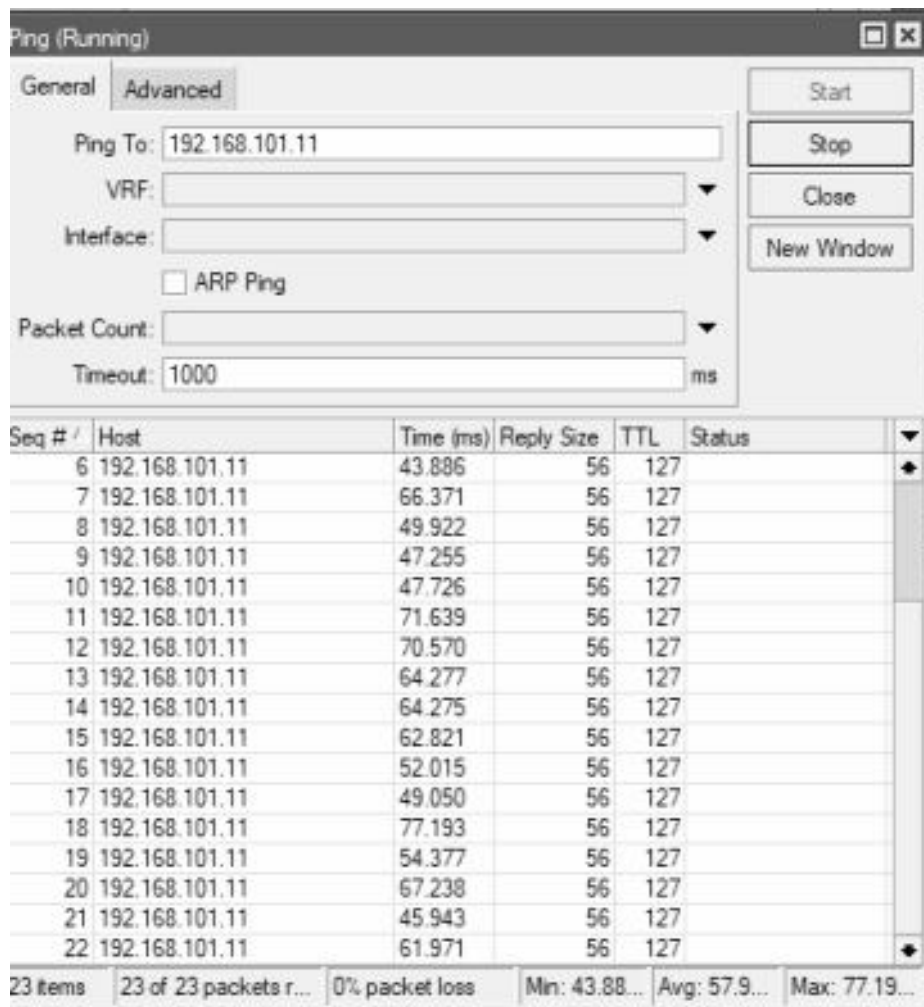 Ping (Running)
General Advanced Start
Ping To: 192.168.101.11 Stop
VRF: Close
Interface: New Window
ARP Ping
Packet Count:
Timeout: 1000 ms
Seq # Host Time (ms) Reply Size TTL Status
6 192.168.101.11 43.886 56 127
7 192.168.101.11 66.371 56 127
8 192.168.101.11 49.922 56 127
9 192.168.101.11 47.255 56 127
10 192.168.101.11 47.726 56 127
11 192.168.101.11 71.639 56 127
12 192.168.101.11 70.570 56 127
13 192.168.101.11 64.277 56 127
14 192.168.101.11 64.275 56 127
15 192.168.101.11 62.821 56 127
16 192.168.101.11 52.015 56 127
17 192.168.101.11 49.050 56 127
18 192.168.101.11 77.193 56 127
19 192.168.101.11 54.377 56 127
20 192.168.101.11 67.238 56 127
21 192.168.101.11 45.943 56 127
22 192.168.101.11 61.971 56 127
23 items 23 of 23 packets r... 0% packet loss Min: 43.88... Avg: 57.9... Max: 77.19...